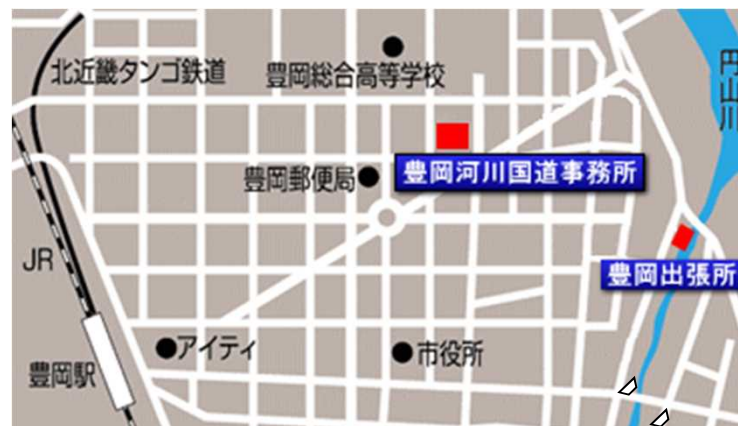 北近畿タンゴ鉄道
豊岡総合高等学校
円山川
豊岡郵便局
豊岡河川国道事務所
JR
豊岡出張所
アイティ
市役所
豊岡駅